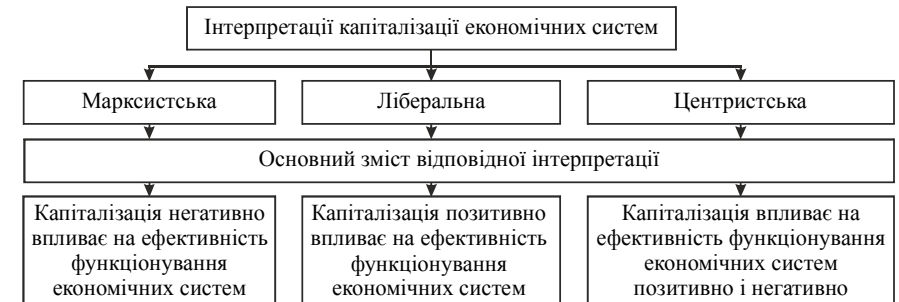 Інтерпретації капіталізації економічних систем
Марксистська
Ліберальна
Центристська
Основний зміст відповідної інтерпретації
Капіталізація негативно
впливає на ефективність
функціонування
економічних систем
Капіталізація позитивно
впливає на ефективність
функціонування
економічних систем
Капіталізація впливає на
ефективність функціонування
економічних систем
позитивно і негативно